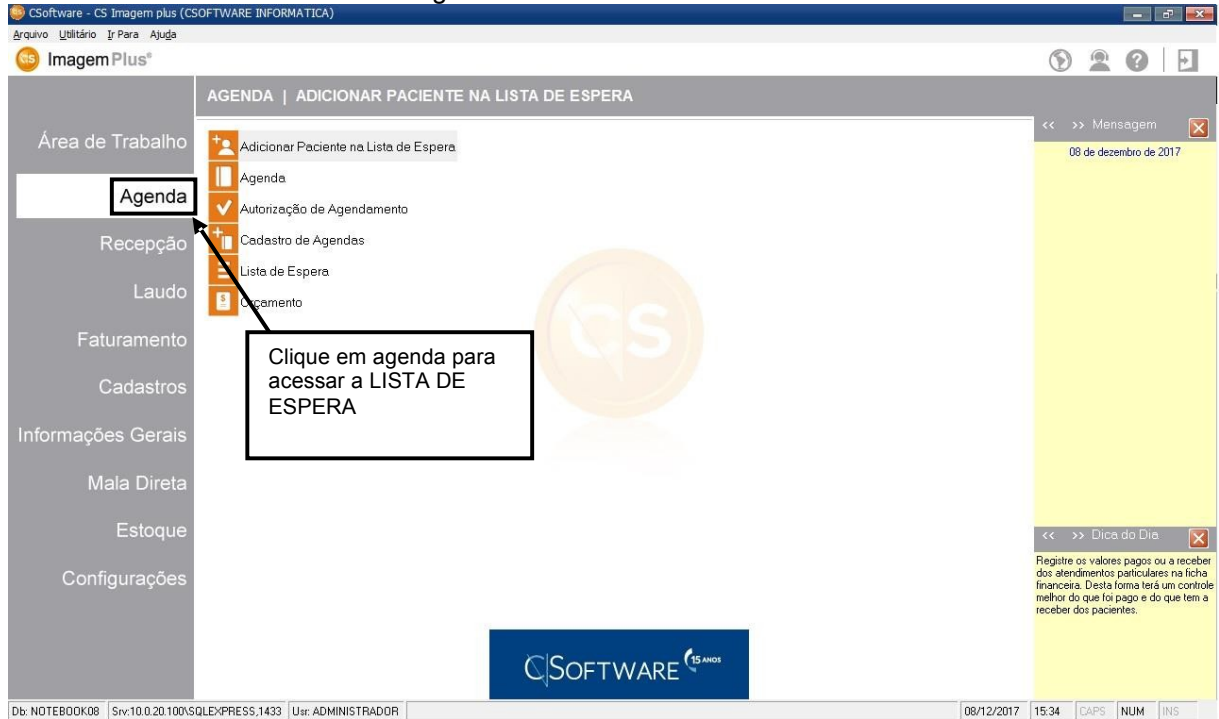 CSoftware - CS Imagem plus (CSOFTWARE INFORMATICA)
Arquivo Utilitário Ir Para Ajuda
CS ImagemPlus®
AGENDA | ADICIONAR PACIENTE NA LISTA DE ESPERA
Área de Trabalho
Agenda
Recepção
Laudo
Faturamento
Cadastros
Informações Gerais
Mala Direta
Estoque
Configurações
Adicionar Paciente na Lista de Espera
Agenda
Autorização de Agendamento
Cadastro de Agendas
Lista de Espera
Orçamento
Clique em agenda para
acessar a LISTA DE
ESPERA
CS
<< >> Mensagem
08 de dezembro de 2017
<< >> Dica do Dia
Registre os valores pagos ou a receber
dos atendimentos particulares na ficha
financeira. Desta forma terá um controle
melhor do que foi pago e do que tem a
receber dos pacientes.
CSOFTWARE 15 ANOS
Db: NOTEBOOK08 Srv:10.0.20.100\SQLEXPRESS,1433 Usr: ADMINISTRADOR 08/12/2017 15:34 CAPS NUM INS